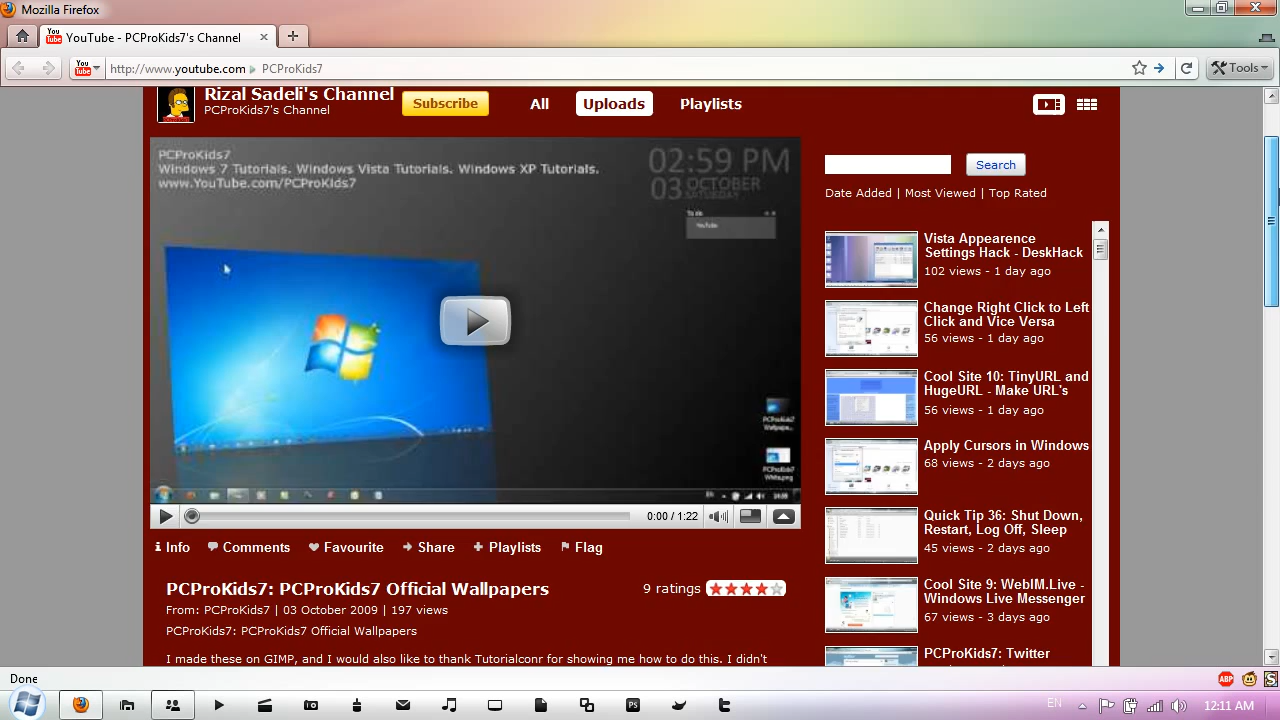 Mozilla Firefox
YouTube - PCProKids7's Channel
http://www.youtube.com ▸ PCProKids7
Tools
Rizal Sadeli's Channel
PCProKids7's Channel
Subscribe
All
Uploads
Playlists
PCProKids7
Windows 7 Tutorials. Windows Vista Tutorials. Windows XP Tutorials.
www.YouTube.com/PCProKids7
02:59 PM
03 OCTOBER
SATURDAY
YouTube
Search
Date Added | Most Viewed | Top Rated
Vista Appearence
Settings Hack - DeskHack
102 views - 1 day ago
Change Right Click to Left
Click and Vice Versa
56 views - 1 day ago
Cool Site 10: TinyURL and
HugeURL - Make URL's
56 views - 1 day ago
Apply Cursors in Windows
68 views - 2 days ago
Quick Tip 36: Shut Down,
Restart, Log Off, Sleep
45 views - 2 days ago
Cool Site 9: WebIM.Live -
Windows Live Messenger
67 views - 3 days ago
PCProKids7: Twitter
0:00 / 1:22
Info
Comments
Favourite
Share
Playlists
Flag
PCProKids7: PCProKids7 Official Wallpapers
9 ratings
From: PCProKids7 | 03 October 2009 | 197 views
PCProKids7: PCProKids7 Official Wallpapers
I made these on GIMP, and I would also like to thank Tutorialconr for showing me how to do this. I didn't
Done
ABP
EN
12:11 AM